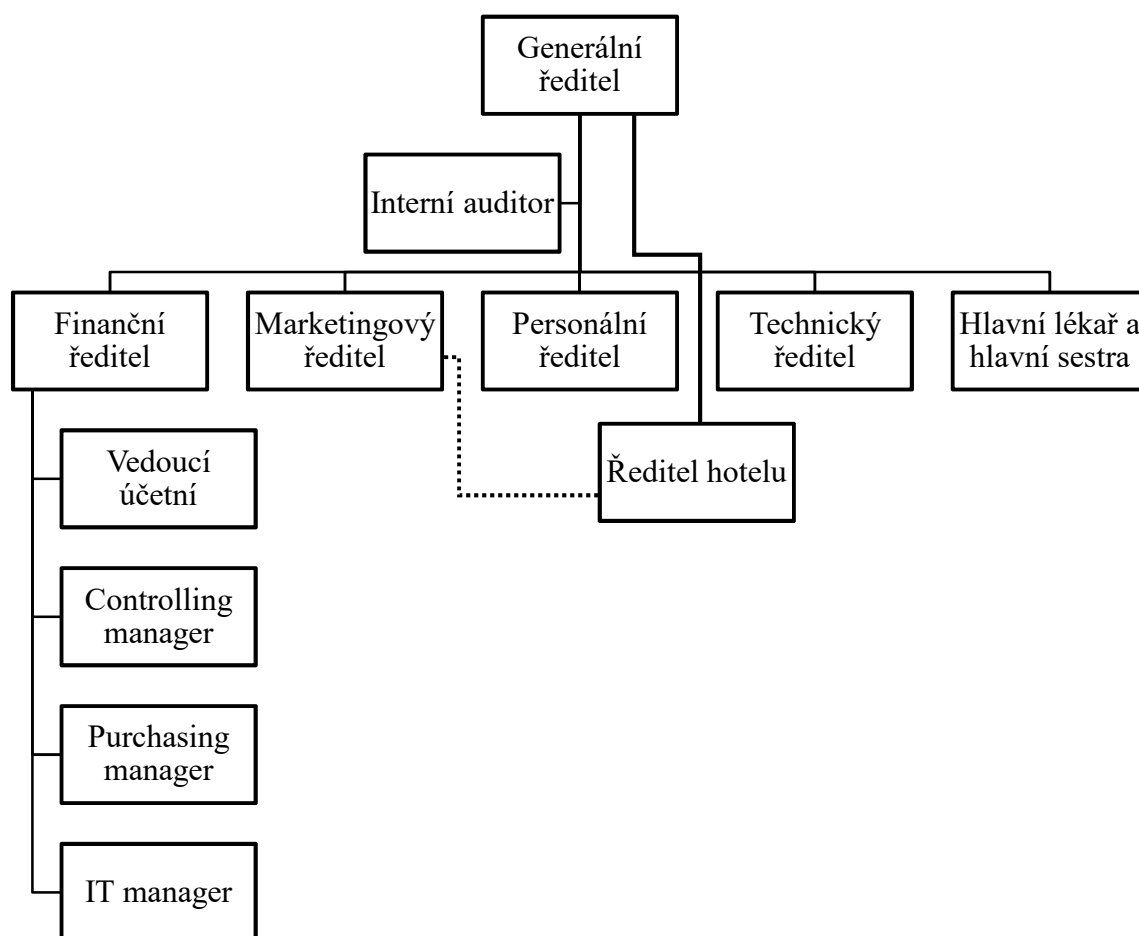 Generální
ředitel
Interní auditor
Finanční
ředitel
Marketingový
ředitel
Personální
ředitel
Technický
ředitel
Hlavní lékař a
hlavní sestra
Ředitel hotelu
Vedoucí
účetní
Controlling
manager
Purchasing
manager
IT manager